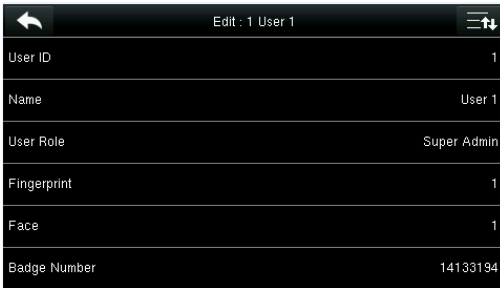 Edit : 1 User 1
User ID 1
Name User 1
User Role Super Admin
Fingerprint 1
Face 1
Badge Number 14133194